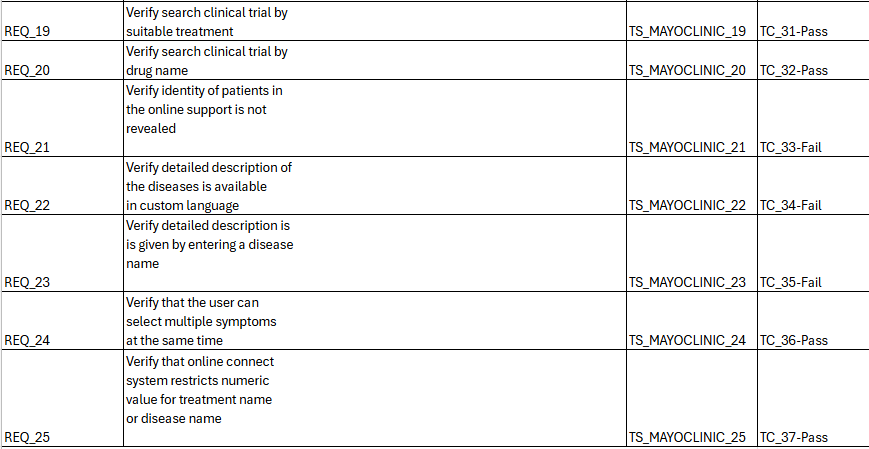 Verify search clinical trial by
REQ_19 suitable treatment TS_MAYOCLINIC_19 TC_31-Pass
Verify search clinical trial by
REQ_20 drug name TS_MAYOCLINIC_20 TC_32-Pass
Verify identity of patients in
the online support is not
revealed
REQ_21 TS_MAYOCLINIC_21 TC_33-Fail
Verify detailed description of
the diseases is available
REQ_22 in custom language TS_MAYOCLINIC_22 TC_34-Fail
Verify detailed description is
is given by entering a disease
name
REQ_23 TS_MAYOCLINIC_23 TC_35-Fail
Verify that the user can
select multiple symptoms
REQ_24 at the same time TS_MAYOCLINIC_24 TC_36-Pass
Verify that online connect
system restricts numeric
value for treatment name
or disease name
REQ_25 TS_MAYOCLINIC_25 TC_37-Pass